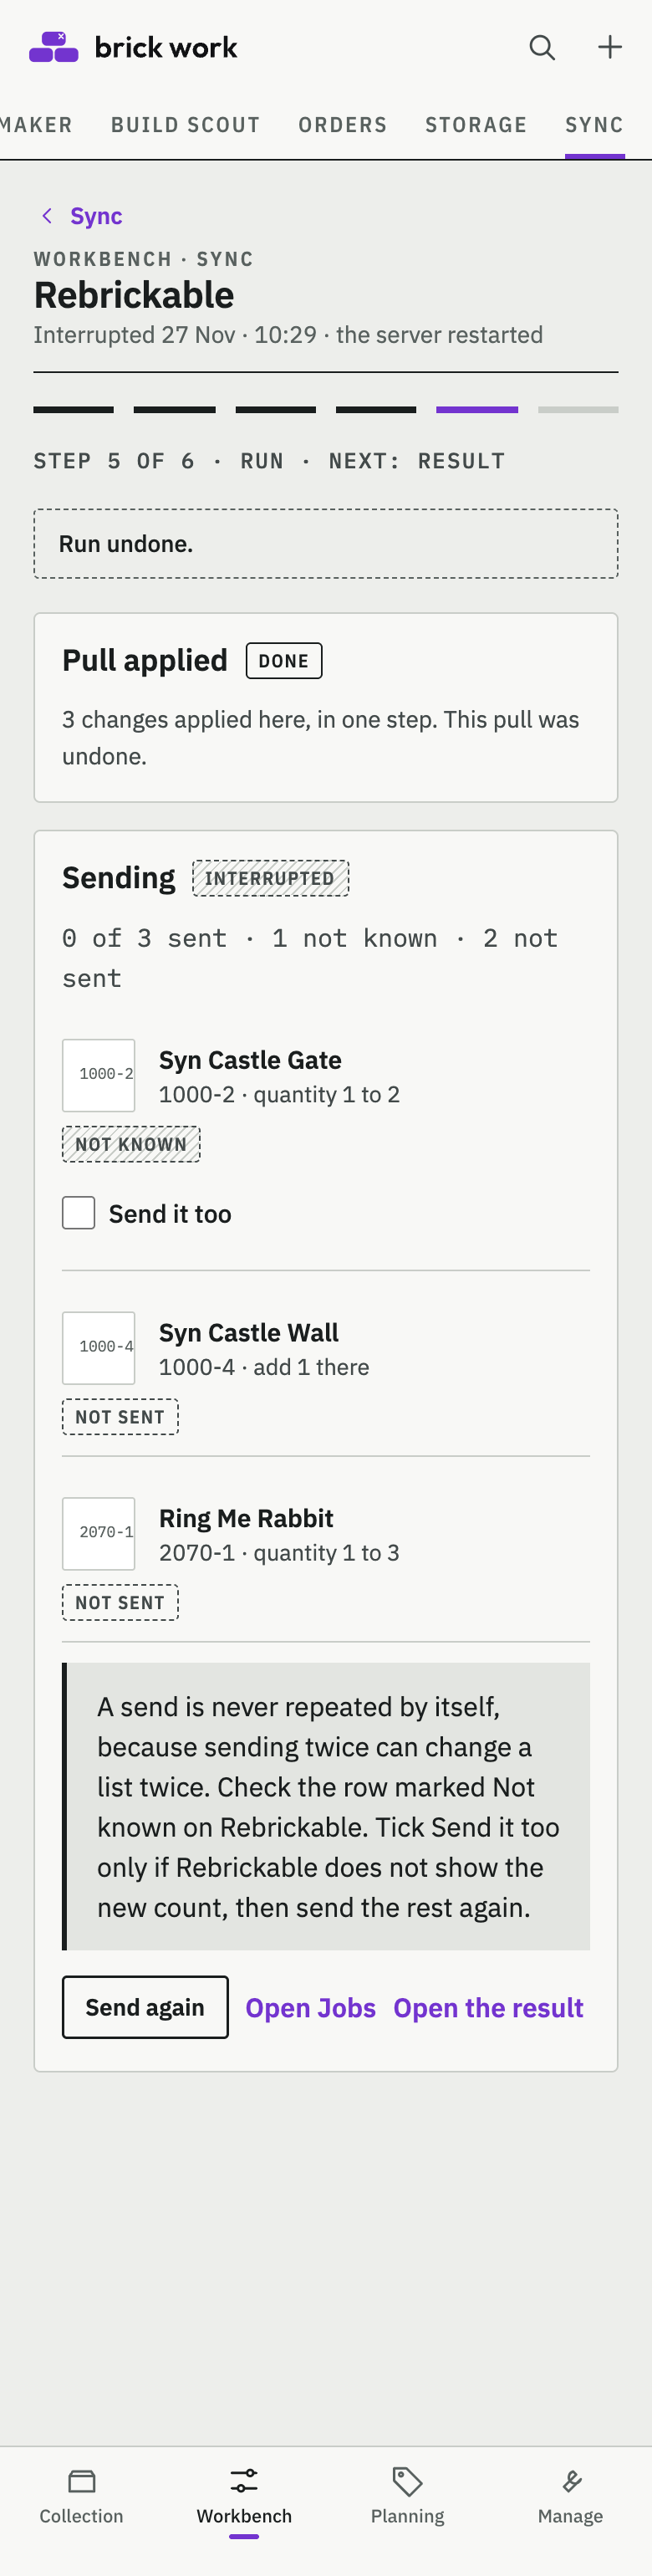 brick work
MAKER BUILD SCOUT ORDERS STORAGE SYNC
Sync
WORKBENCH · SYNC
Rebrickable
Interrupted 27 Nov · 10:29 · the server restarted
STEP 5 OF 6 · RUN · NEXT: RESULT
Run undone.
Pull applied DONE
3 changes applied here, in one step. This pull was
undone.
Sending INTERRUPTED
0 of 3 sent · 1 not known · 2 not
sent
1000-2
Syn Castle Gate
1000-2 · quantity 1 to 2
NOT KNOWN
Send it too
1000-4
Syn Castle Wall
1000-4 · add 1 there
NOT SENT
2070-1
Ring Me Rabbit
2070-1 · quantity 1 to 3
NOT SENT
A send is never repeated by itself,
because sending twice can change a
list twice. Check the row marked Not
known on Rebrickable. Tick Send it too
only if Rebrickable does not show the
new count, then send the rest again.
Send again Open Jobs Open the result
Collection Workbench Planning Manage